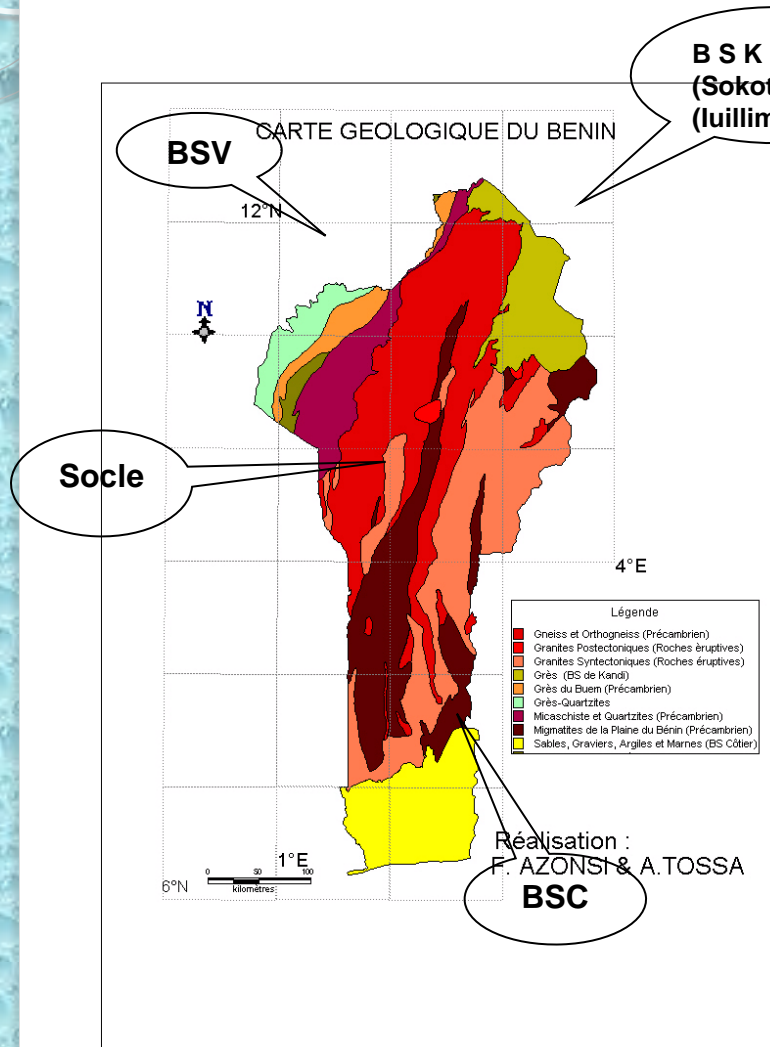 B S K
(Sokot
(Iuillim
CARTE GEOLOGIQUE DU BENIN
BSV
12°N
N
Socle
4°E
Légende
Gneiss et Orthogneiss (Précambrien)
Granites Postectoniques (Roches èruptives)
Granites Syntectoniques (Roches éruptives)
Grès (BS de Kandi)
Grès du Buem (Précambrien)
Grès-Quartzites
Micaschiste et Quartzites (Précambrien)
Migmatites de la Plaine du Bénin (Précambrien)
Sables, Graviers, Argiles et Marnes (BS Côtier)
Réalisation :
F. AZONSI & A.TOSSA
1°E
6°N
0 50 100
kilomètres
BSC